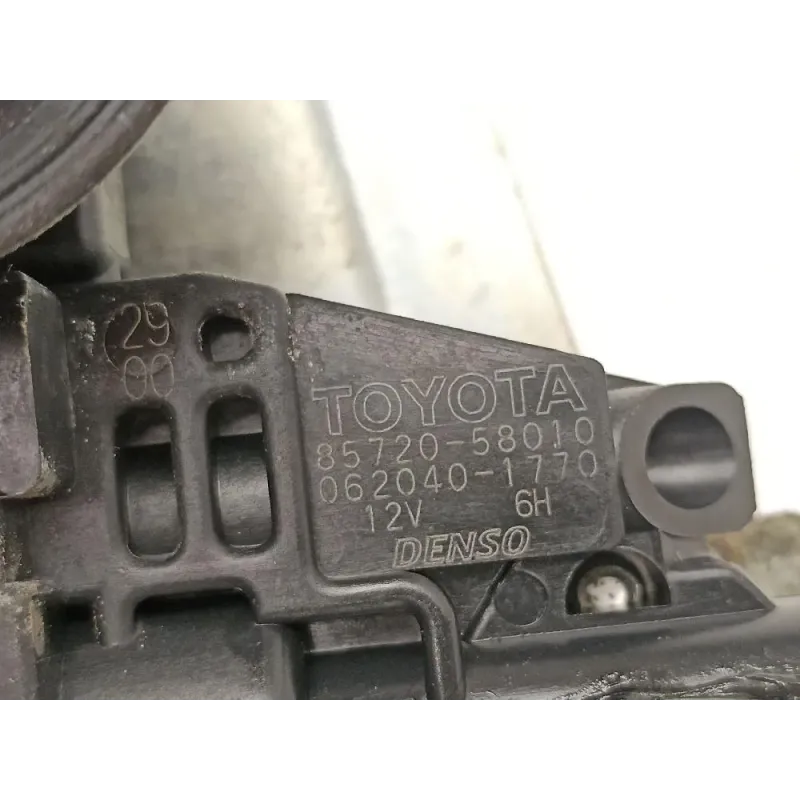 29
00
TOYOTA
85720-58010
062040-1770
12V 6H
DENSO